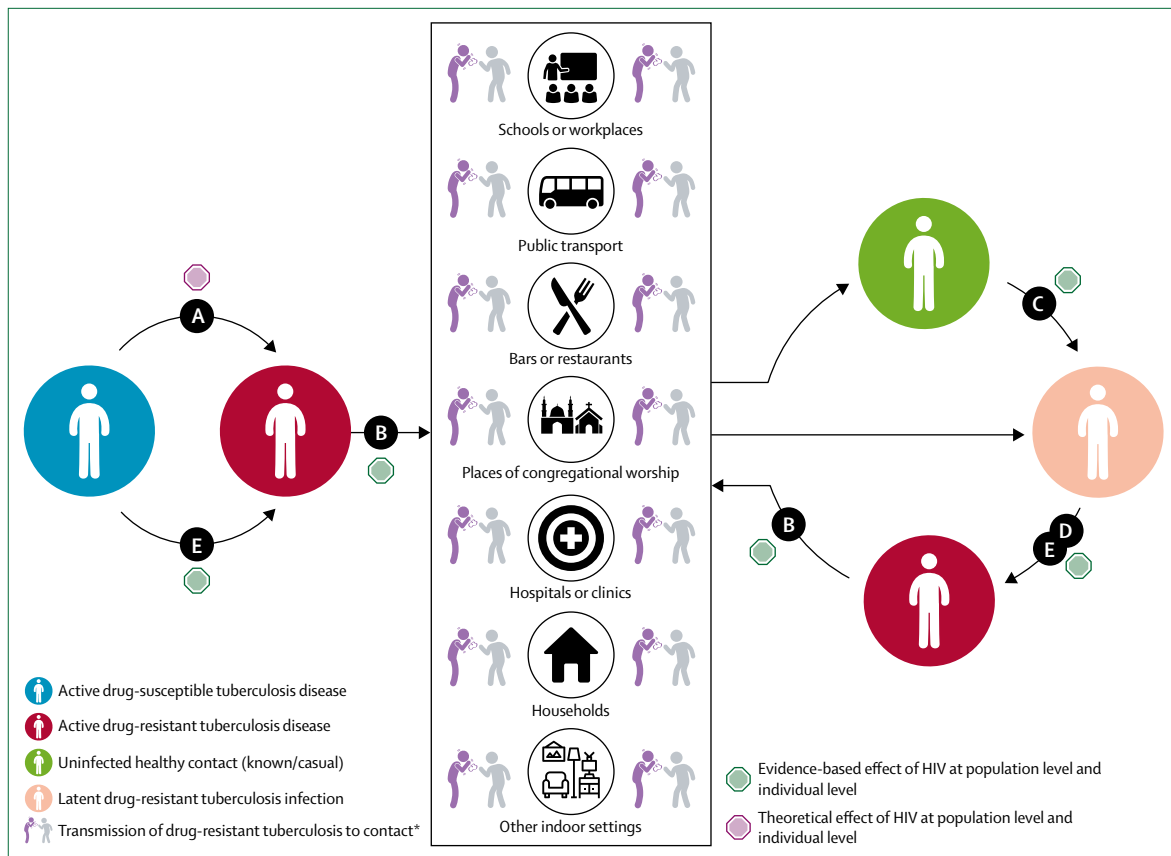 Schools or workplaces
Public transport
Bars or restaurants
Places of congregational worship
Hospitals or clinics
Households
Other indoor settings
A
E
B
C
D
E
B
Active drug-susceptible tuberculosis disease
Active drug-resistant tuberculosis disease
Uninfected healthy contact (known/casual)
Latent drug-resistant tuberculosis infection
Transmission of drug-resistant tuberculosis to contact*
Evidence-based effect of HIV at population level and
individual level
Theoretical effect of HIV at population level and
individual level